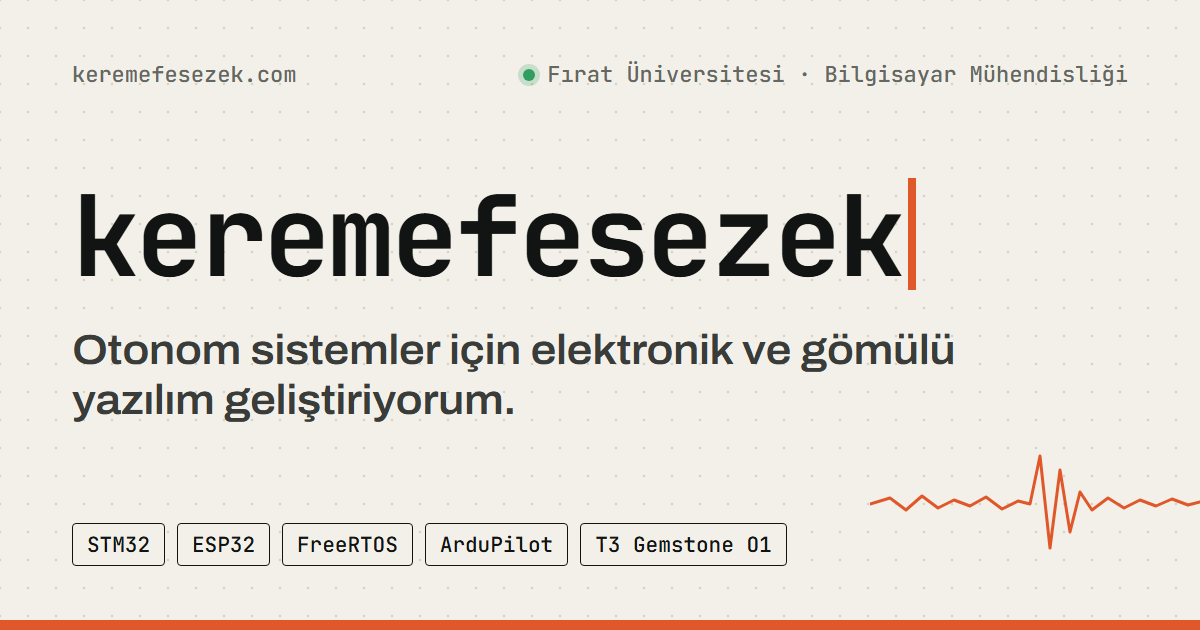 keremefesezek.com
Fırat Üniversitesi · Bilgisayar Mühendisliği
keremefesezek
Otonom sistemler için elektronik ve gömülü
yazılım geliştiriyorum.
STM32
ESP32
FreeRTOS
ArduPilot
T3 Gemstone O1